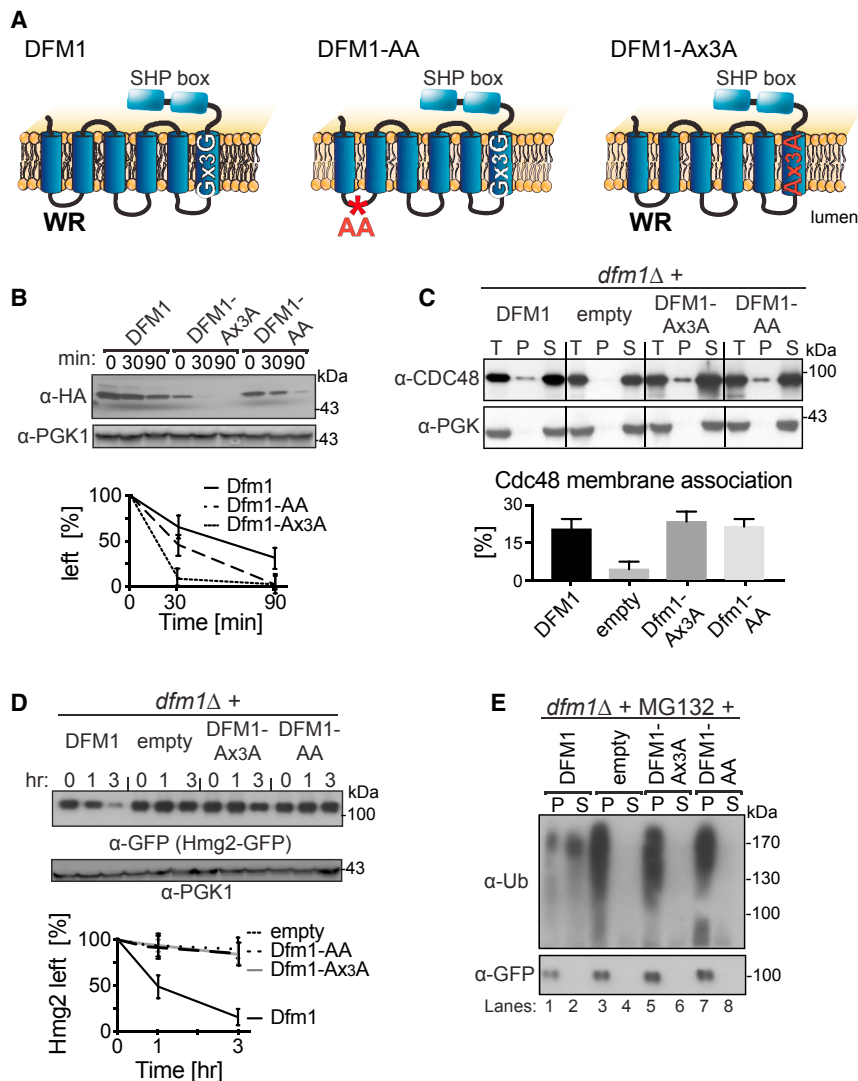 A
DFM1
DFM1-AA
DFM1-Ax3A
SHP box
SHP box
SHP box
Gx3G
Gx3G
Ax3A
WR
AA
WR
lumen
B
DFM1
DFM1-Ax3A
DFM1-AA
min: 0 30 90 0 30 90 0 30 90
kDa
α-HA
-43
α-PGK1
left [%]
100
50
0
Dfm1
Dfm1-AA
Dfm1-Ax3A
0 30 90
Time [min]
C
dfm1Δ +
DFM1 empty DFM1-Ax3A DFM1-AA
T P S T P S T P S T P S
kDa
α-CDC48
100
α-PGK
43
Cdc48 membrane association
[%]
30
15
0
DFM1
empty
Dfm1-Ax3A
Dfm1-AA
D
dfm1Δ +
DFM1 empty DFM1-Ax3A DFM1-AA
hr: 0 1 3 0 1 3 0 1 3 0 1 3
kDa
100
α-GFP (Hmg2-GFP)
43
α-PGK1
Hmg2 left [%]
100
50
0
empty
Dfm1-AA
Dfm1-Ax3A
Dfm1
0 1 3
Time [hr]
E
dfm1Δ + MG132 +
DFM1
empty
DFM1-Ax3A
DFM1-AA
P S P S P S P S
kDa
α-Ub
-170
130
100
α-GFP
-100
Lanes: 1 2 3 4 5 6 7 8